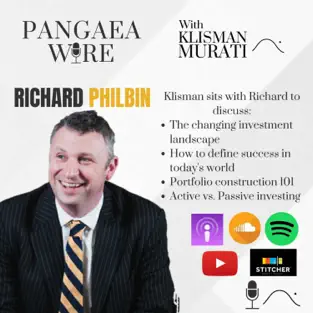 PANGAEA
WIRE
With
KLISMAN
MURATI
RICHARD PHILBIN
Klisman sits with Richard to
discuss:
• The changing investment
landscape
• How to define success in
today's world
• Portfolio construction 101
• Active vs. Passive investing
STITCHER